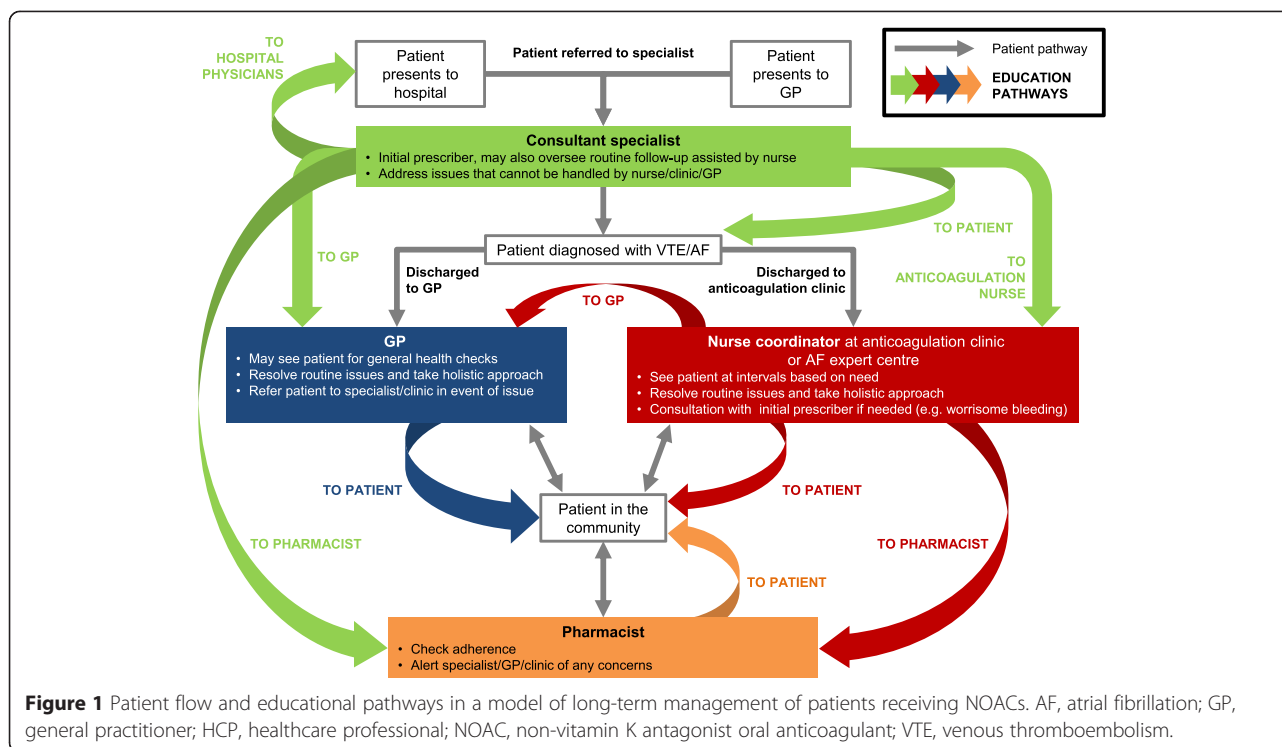 TO
HOSPITAL
PHYSICIANS
Patient
presents to
hospital
Patient referred to specialist
Patient
presents to
GP
Patient pathway
EDUCATION
PATHWAYS
Consultant specialist
• Initial prescriber, may also oversee routine follow-up assisted by nurse
• Address issues that cannot be handled by nurse/clinic/GP
TO GP
Patient diagnosed with VTE/AF
TO PATIENT
TO
ANTICOAGULATION
NURSE
Discharged
to GP
Discharged to
anticoagulation clinic
TO GP
GP
• May see patient for general health checks
• Resolve routine issues and take holistic approach
• Refer patient to specialist/clinic in event of issue
Nurse coordinator at anticoagulation clinic
or AF expert centre
• See patient at intervals based on need
• Resolve routine issues and take holistic approach
• Consultation with initial prescriber if needed (e.g. worrisome bleeding)
TO PATIENT
Patient in the
community
TO PATIENT
TO PHARMACIST
TO PHARMACIST
TO PATIENT
Pharmacist
• Check adherence
• Alert specialist/GP/clinic of any concerns
Figure 1 Patient flow and educational pathways in a model of long-term management of patients receiving NOACs. AF, atrial fibrillation; GP,
general practitioner; HCP, healthcare professional; NOAC, non-vitamin K antagonist oral anticoagulant; VTE, venous thromboembolism.